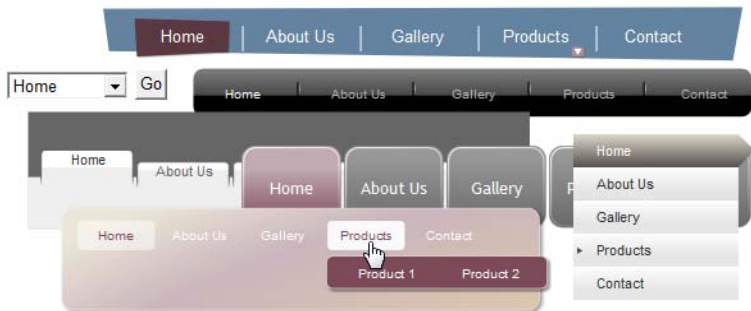 Home About Us Gallery Products Contact
Home Go
Home About Us Gallery Products Contact
Home About Us
Home About Us Gallery
Home About Us Gallery Products Contact
Product 1 Product 2
Home
About Us
Gallery
Products
Contact